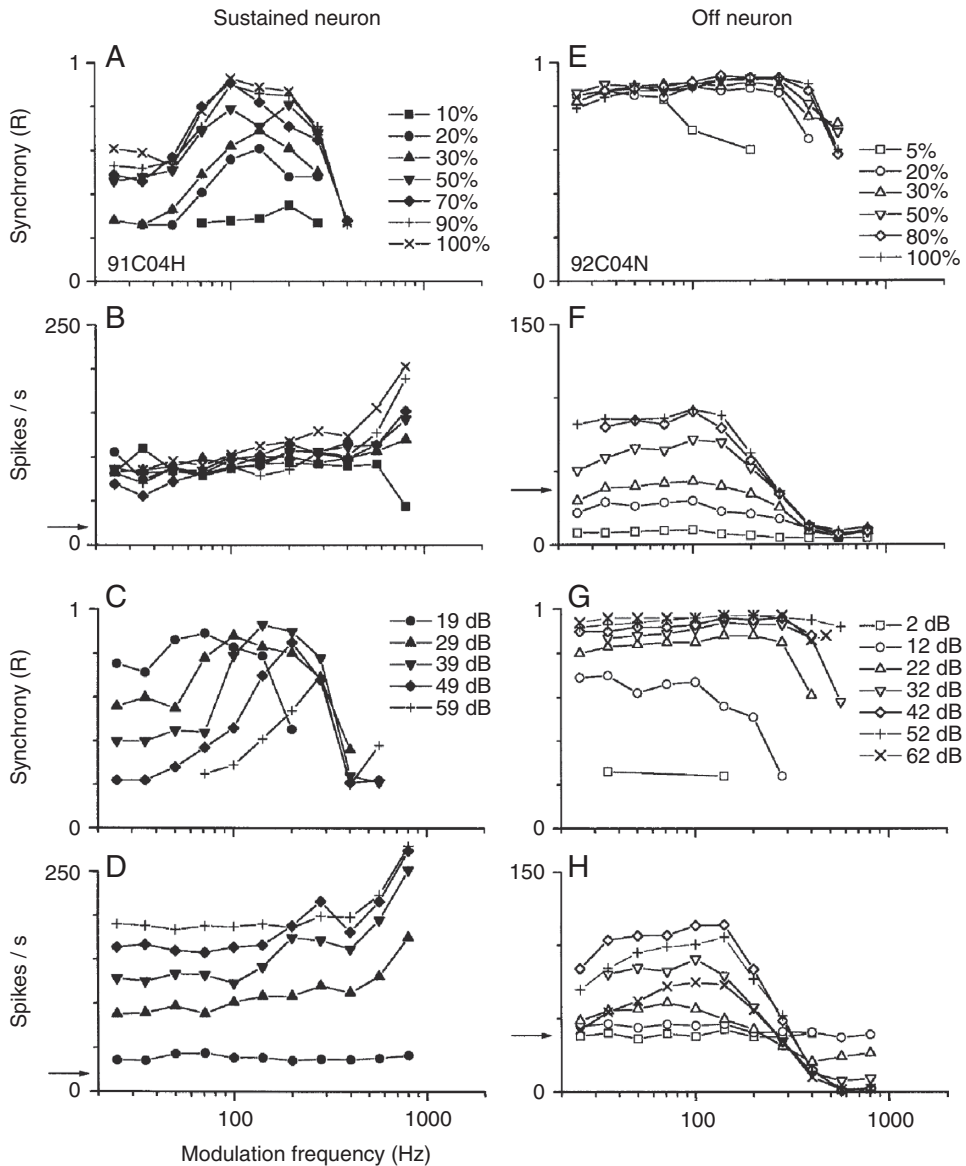 Sustained neuron
Off neuron
A
1
Synchrony (R)
0
10%
20%
30%
50%
70%
90%
100%
91C04H
E
1
0
5%
20%
30%
50%
80%
100%
92C04N
B
250
Spikes / s
0
F
150
0
C
1
Synchrony (R)
0
19 dB
29 dB
39 dB
49 dB
59 dB
G
1
0
2 dB
12 dB
22 dB
32 dB
42 dB
52 dB
62 dB
D
250
Spikes / s
0
100
1000
Modulation frequency (Hz)
H
150
0
100
1000